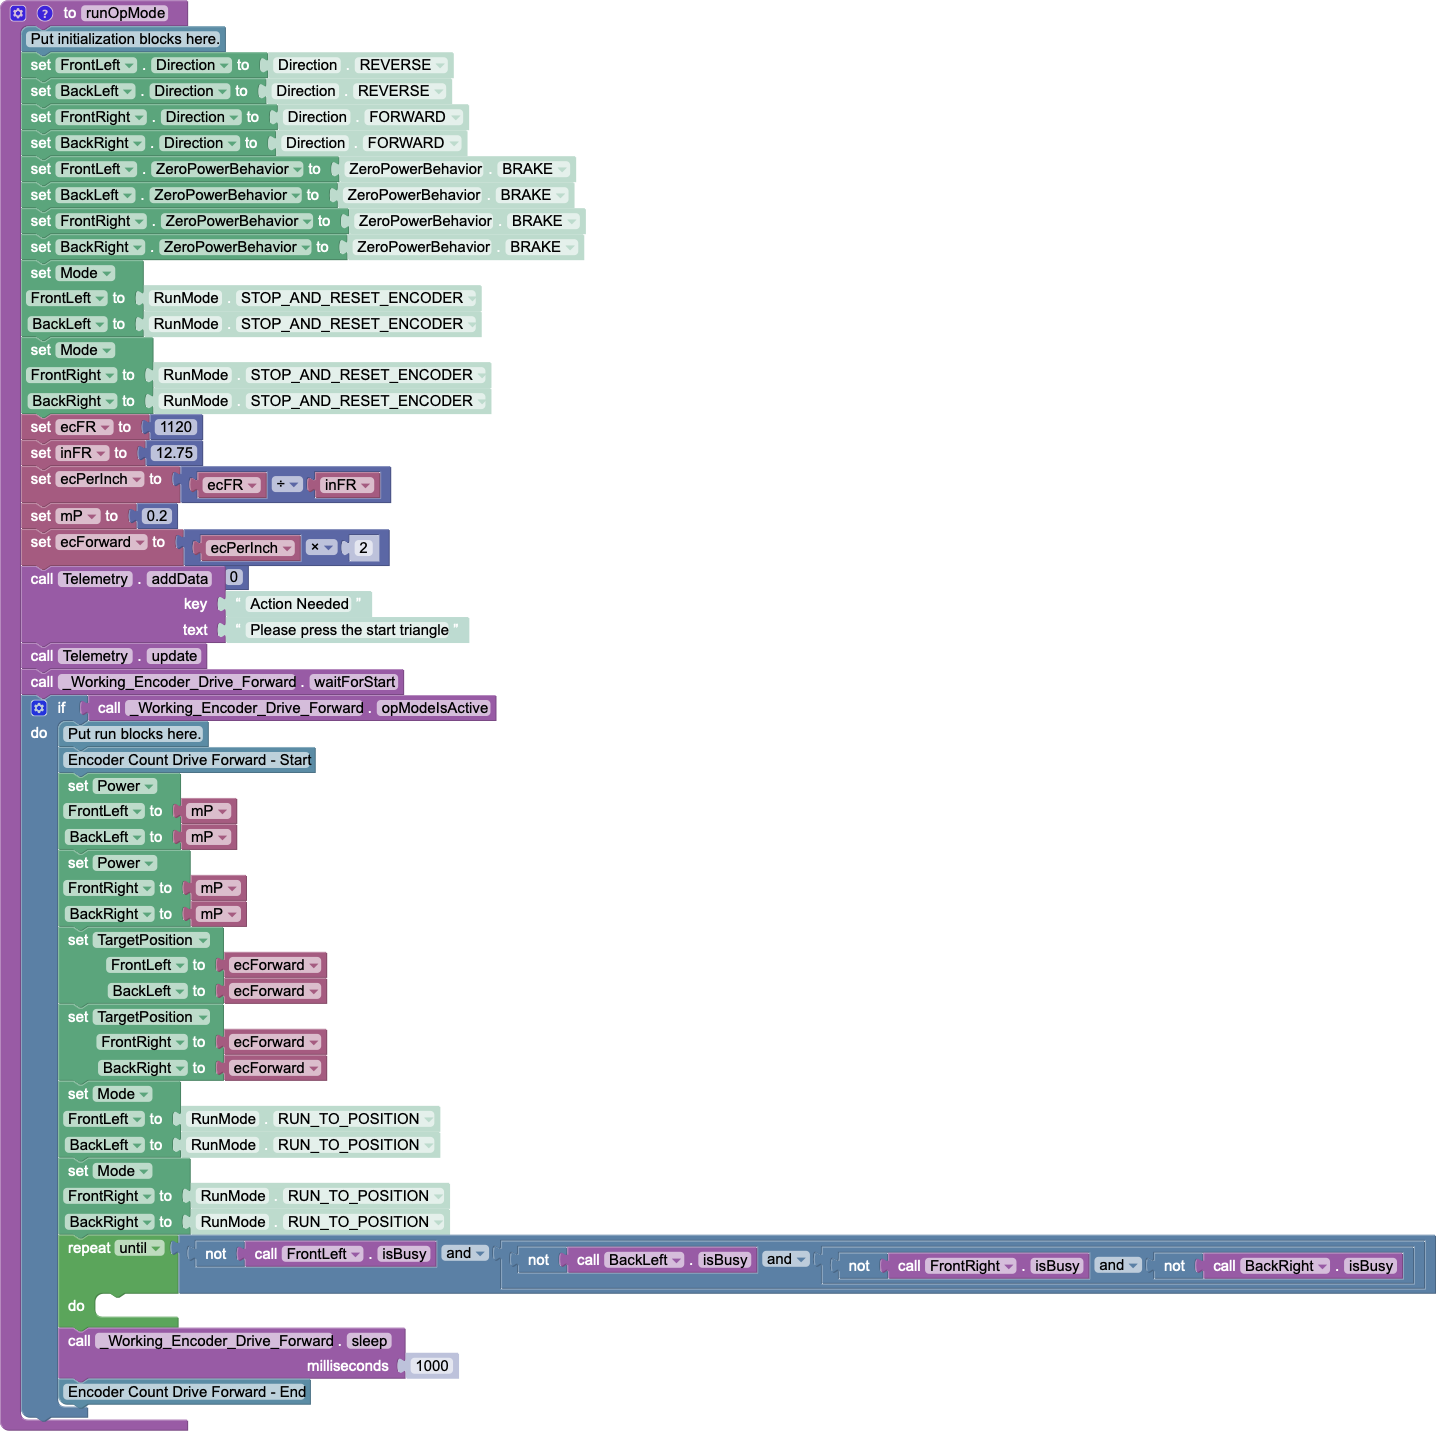 to runOpMode
Put initialization blocks here.
set FrontLeft . Direction to Direction . REVERSE
set BackLeft . Direction to Direction . REVERSE
set FrontRight . Direction to Direction . FORWARD
set BackRight . Direction to Direction . FORWARD
set FrontLeft . ZeroPowerBehavior to ZeroPowerBehavior . BRAKE
set BackLeft . ZeroPowerBehavior to ZeroPowerBehavior . BRAKE
set FrontRight . ZeroPowerBehavior to ZeroPowerBehavior . BRAKE
set BackRight . ZeroPowerBehavior to ZeroPowerBehavior . BRAKE
set Mode
FrontLeft to RunMode . STOP_AND_RESET_ENCODER
BackLeft to RunMode . STOP_AND_RESET_ENCODER
set Mode
FrontRight to RunMode . STOP_AND_RESET_ENCODER
BackRight to RunMode . STOP_AND_RESET_ENCODER
set ecFR to 1120
set inFR to 12.75
set ecPerInch to ecFR ÷ inFR
set mP to 0.2
set ecForward to ecPerInch × 2
call Telemetry . addData 0
key " Action Needed "
text " Please press the start triangle "
call Telemetry . update
call _Working_Encoder_Drive_Forward . waitForStart
if call _Working_Encoder_Drive_Forward . opModeIsActive
do Put run blocks here.
Encoder Count Drive Forward - Start
set Power
FrontLeft to mP
BackLeft to mP
set Power
FrontRight to mP
BackRight to mP
set TargetPosition
FrontLeft to ecForward
BackLeft to ecForward
set TargetPosition
FrontRight to ecForward
BackRight to ecForward
set Mode
FrontLeft to RunMode . RUN_TO_POSITION
BackLeft to RunMode . RUN_TO_POSITION
set Mode
FrontRight to RunMode . RUN_TO_POSITION
BackRight to RunMode . RUN_TO_POSITION
repeat until not call FrontLeft . isBusy and not call BackLeft . isBusy and not call FrontRight . isBusy and not call BackRight . isBusy
do
call _Working_Encoder_Drive_Forward . sleep
milliseconds 1000
Encoder Count Drive Forward - End